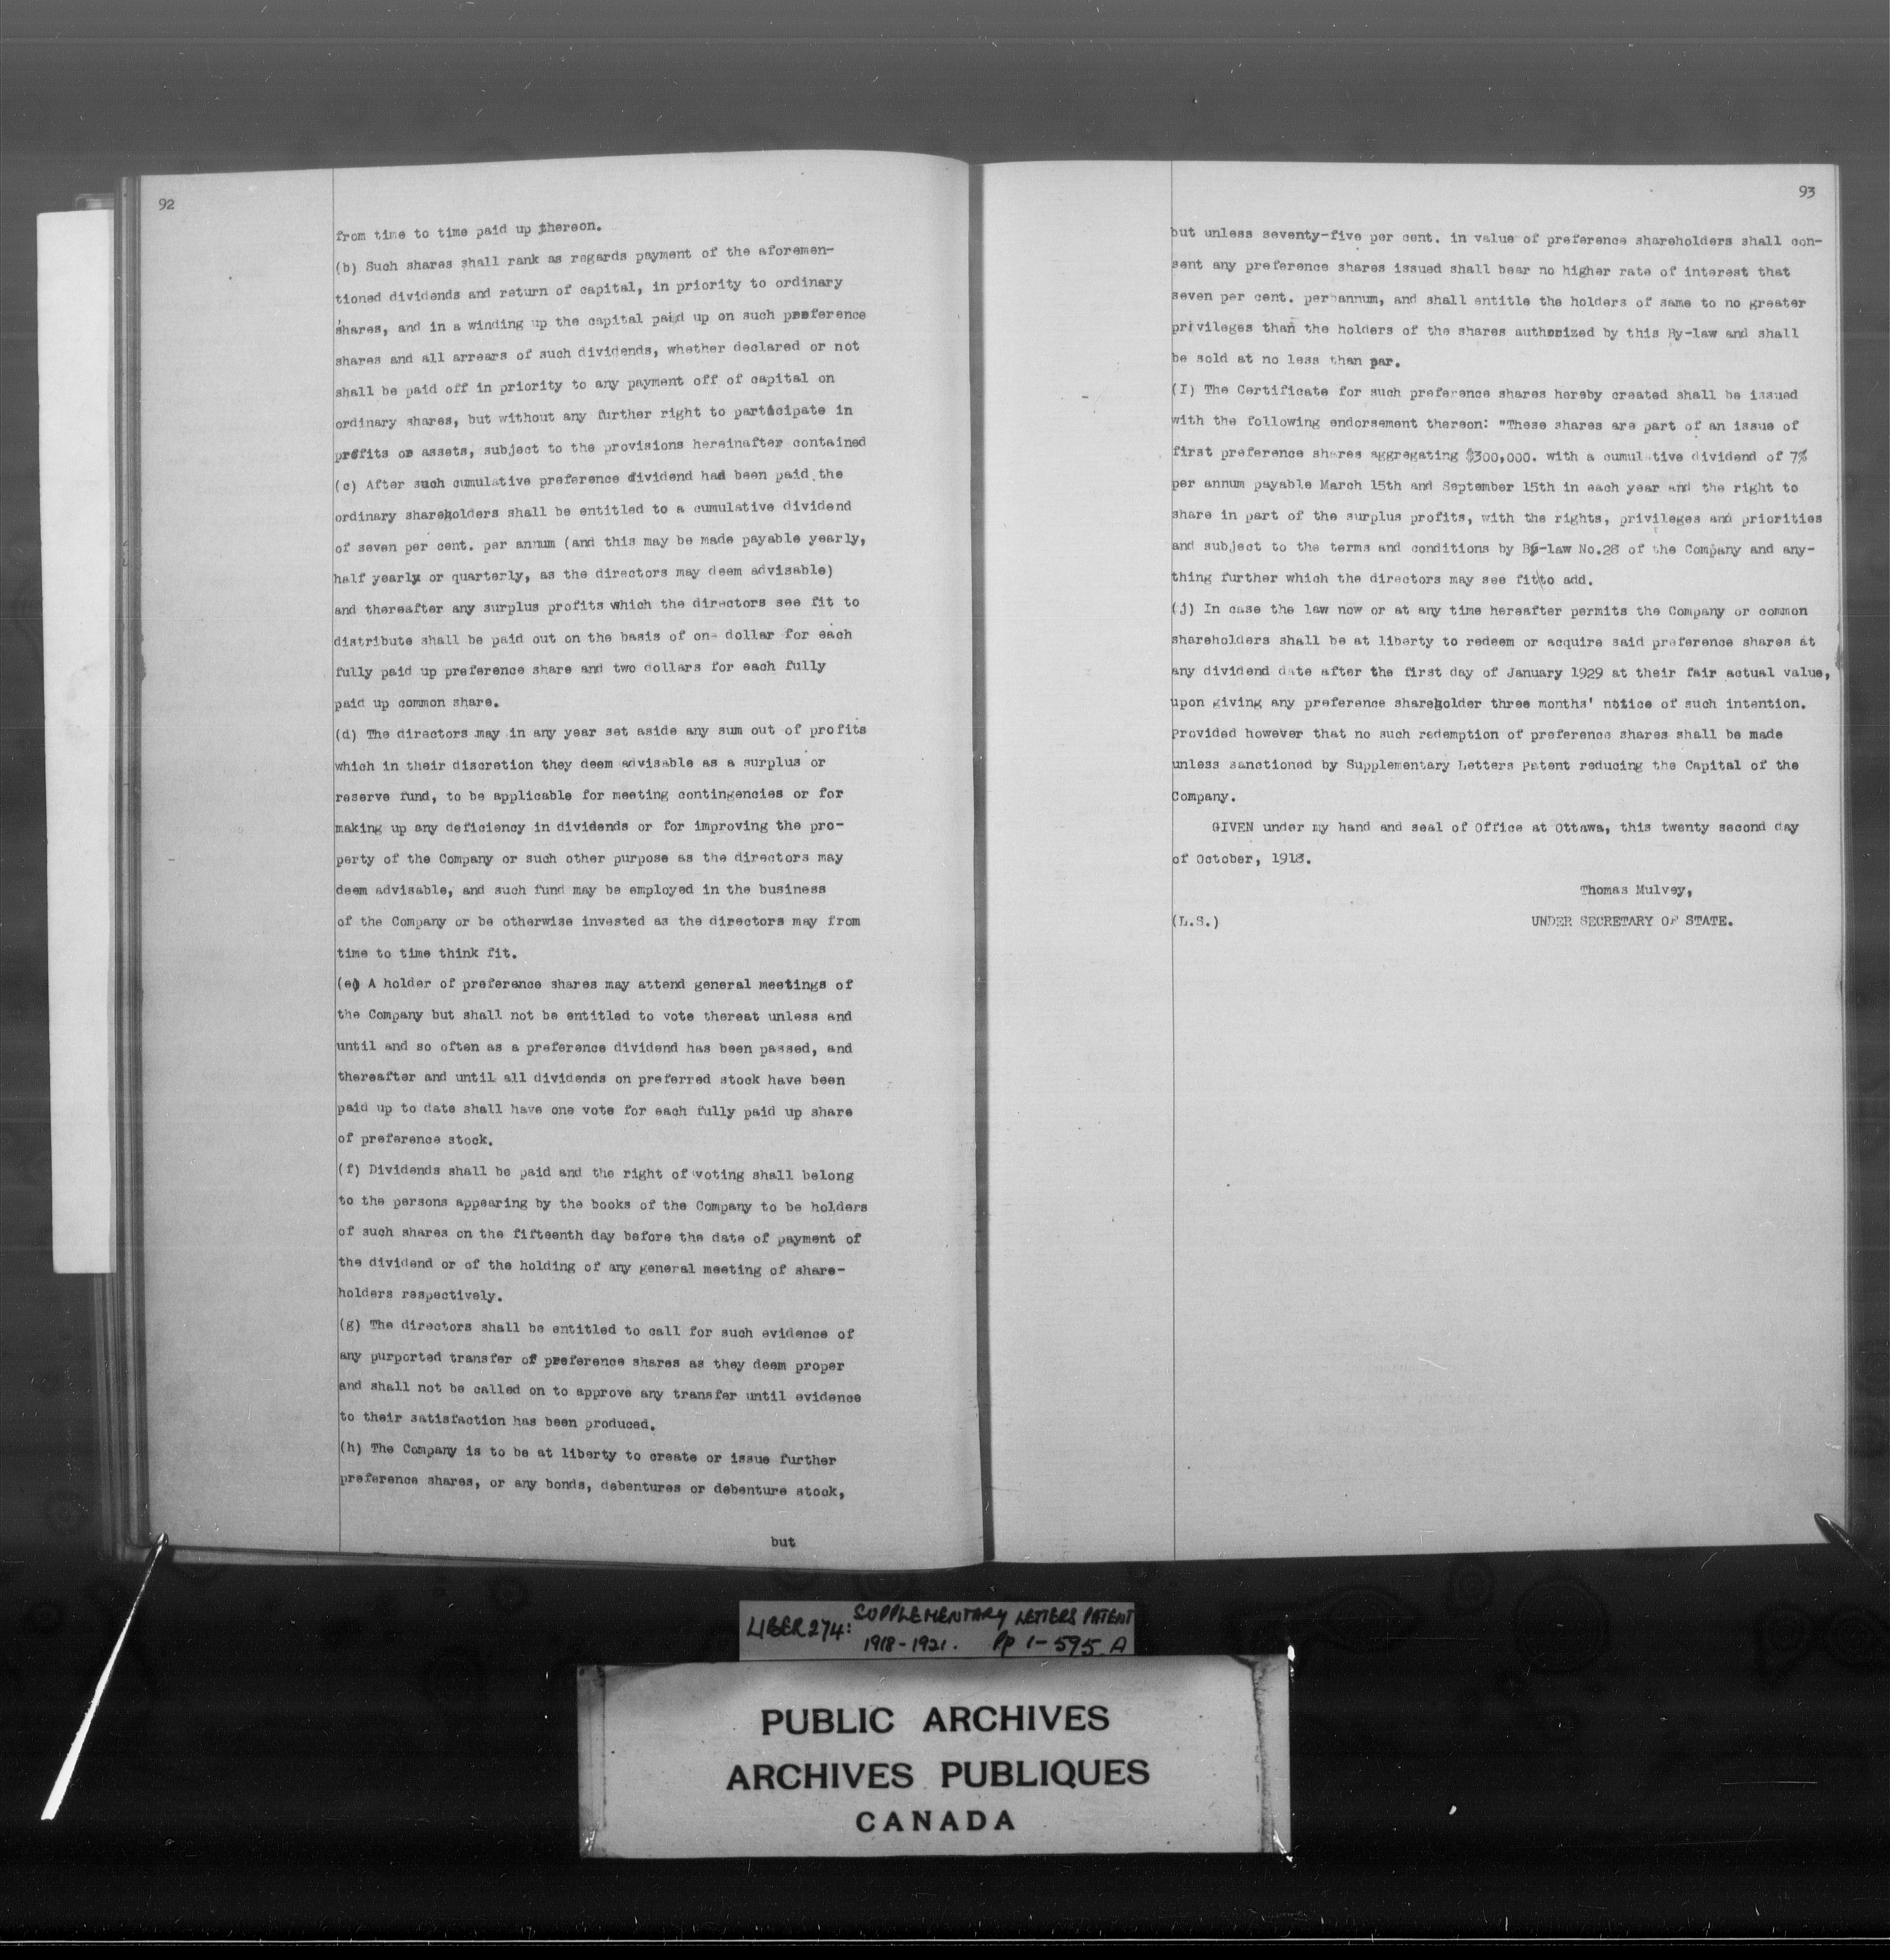 92
from time to time paid up thereon.
(b) Such shares shall rank as regards payment of the aforemen-
tioned dividends and return of capital, in priority to ordinary
shares, and in a winding up the capital paid up on such preference
shares and all arrears of such dividends, whether declared or not
shall be paid off in priority to any payment off of capital on
ordinary shares, but without any further right to participate in
profits or assets, subject to the provisions hereinafter contained
(c) After such cumulative preference dividend had been paid the
ordinary shareholders shall be entitled to a cumulative dividend
of seven per cent. per annum (and this may be made payable yearly,
half yearly or quarterly, as the directors may deem advisable)
and thereafter any surplus profits which the directors see fit to
distribute shall be paid out on the basis of one dollar for each
fully paid up preference share and two dollars for each fully
paid up common share.
(d) The directors may in any year set aside any sum out of profits
which in their discretion they deem advisable as a surplus or
reserve fund, to be applicable for meeting contingencies or for
making up any deficiency in dividends or for improving the pro-
perty of the Company or such other purpose as the directors may
deem advisable, and such fund may be employed in the business
of the Company or be otherwise invested as the directors may from
time to time think fit.
(e) A holder of preference shares may attend general meetings of
the Company but shall not be entitled to vote thereat unless and
until and so often as a preference dividend has been passed, and
thereafter and until all dividends on preferred stock have been
paid up to date shall have one vote for each fully paid up share
of preference stock.
(f) Dividends shall be paid and the right of voting shall belong
to the persons appearing by the books of the Company to be holders
of such shares on the fifteenth day before the date of payment of
the dividend or of the holding of any general meeting of share-
holders respectively.
(g) The directors shall be entitled to call for such evidence of
any purported transfer of preference shares as they deem proper
and shall not be called on to approve any transfer until evidence
to their satisfaction has been produced.
(h) The Company is to be at liberty to create or issue further
preference shares, or any bonds, debentures or debenture stock,
but
93
but unless seventy-five per cent. in value of preference shareholders shall con-
sent any preference shares issued shall bear no higher rate of interest that
seven per cent. per annum, and shall entitle the holders of same to no greater
privileges than the holders of the shares authorized by this By-law and shall
be sold at no less than par.
(I) The Certificate for such preference shares hereby created shall be issued
with the following endorsement thereon: "These shares are part of an issue of
first preference shares aggregating $300,000. with a cumulative dividend of 7%
per annum payable March 15th and September 15th in each year and the right to
share in part of the surplus profits, with the rights, privileges and priorities
and subject to the terms and conditions by By-law No.28 of the Company and any-
thing further which the directors may see fit to add.
(j) In case the law now or at any time hereafter permits the Company or common
shareholders shall be at liberty to redeem or acquire said preference shares at
any dividend date after the first day of January 1929 at their fair actual value,
upon giving any preference shareholder three months' notice of such intention.
Provided however that no such redemption of preference shares shall be made
unless sanctioned by Supplementary Letters Patent reducing the Capital of the
Company.
GIVEN under my hand and seal of Office at Ottawa, this twenty second day
of October, 1918.
Thomas Mulvey,
(L.S.) UNDER SECRETARY OF STATE.
LIBER 274: SUPPLEMENTARY LETTERS PATENT
1918-1921. Pp 1-595.A
PUBLIC ARCHIVES
ARCHIVES PUBLIQUES
CANADA